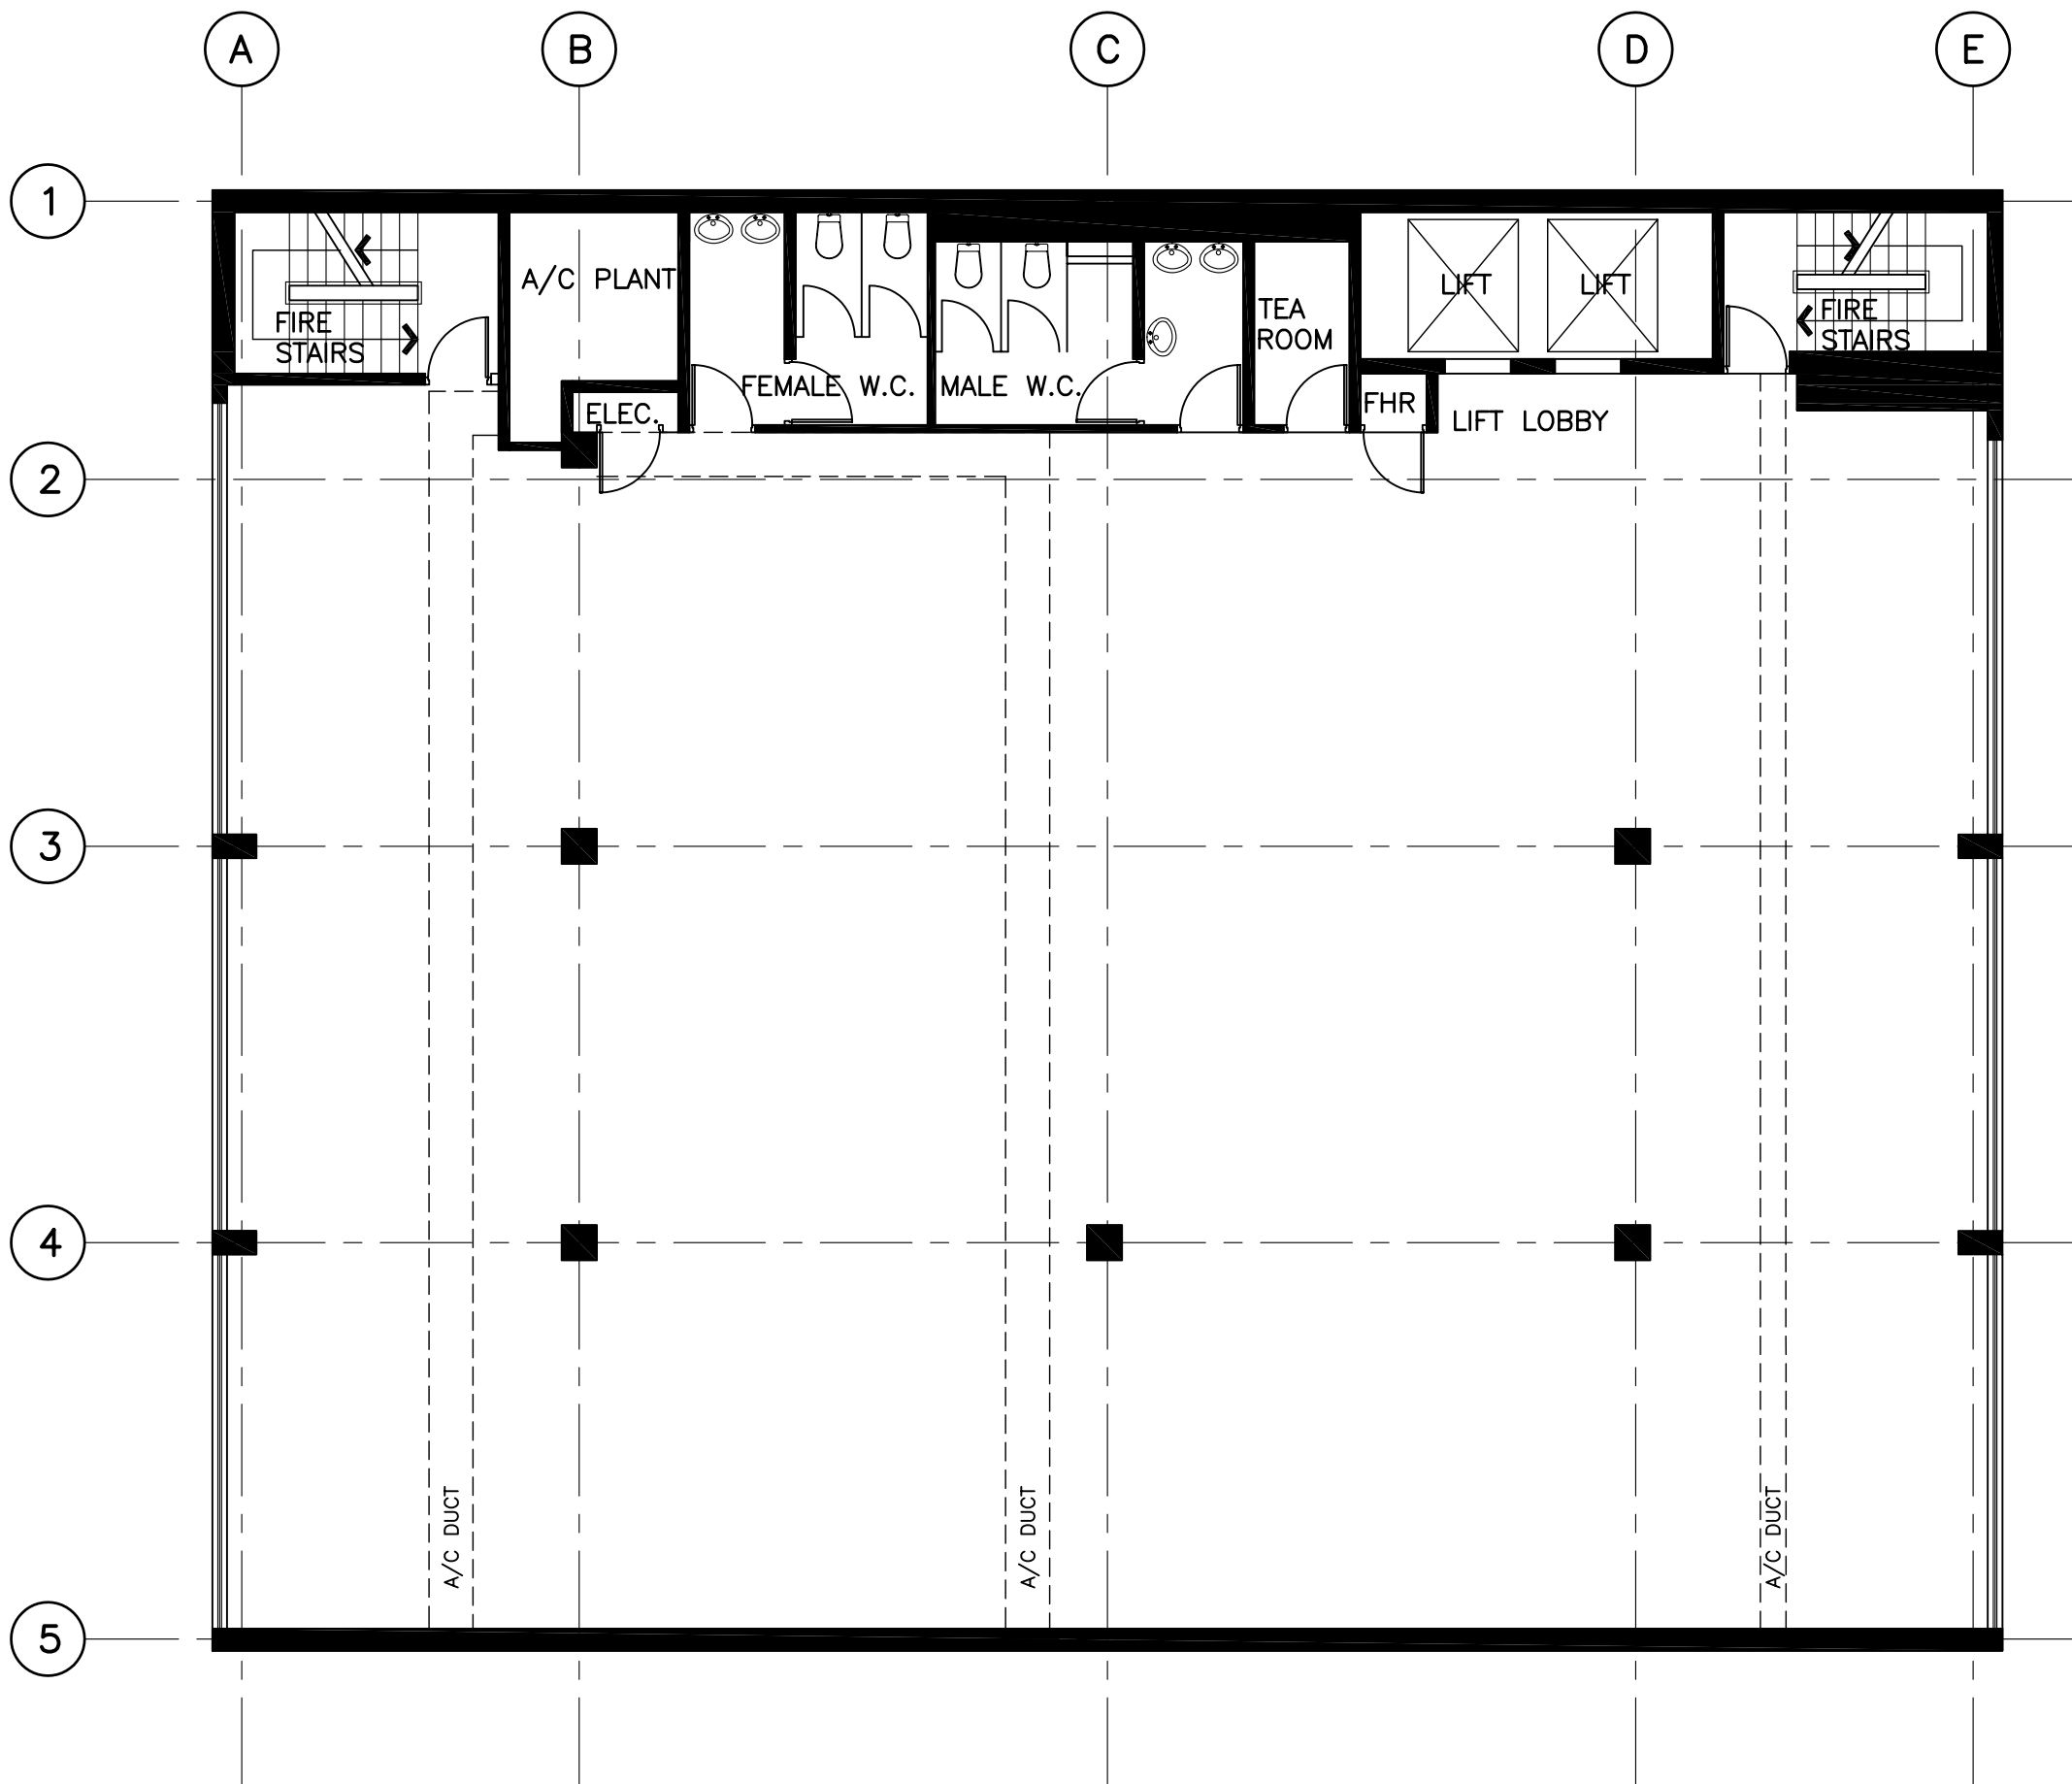 A
B
C
D
E
1
A/C PLANT
LIFT
LIFT
FIRE
STAIRS
TEA
ROOM
FIRE
STAIRS
FEMALE W.C.
MALE W.C.
ELEC.
FHR
LIFT LOBBY
2
3
4
A/C DUCT
A/C DUCT
A/C DUCT
5